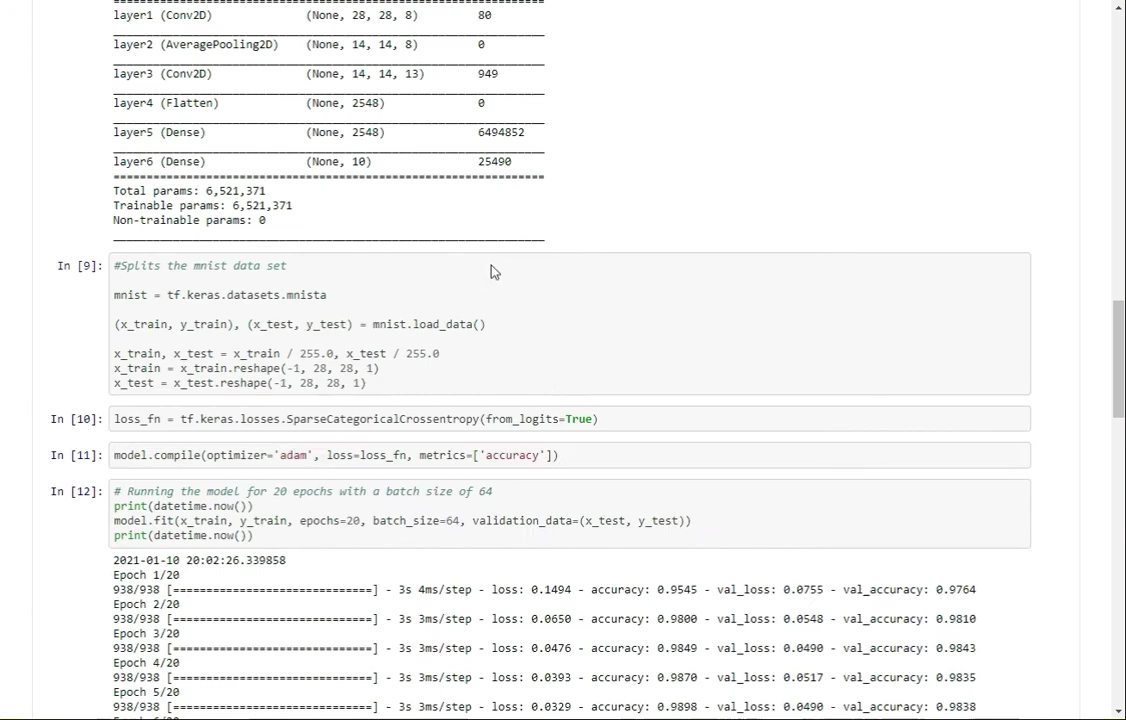 layer1 (Conv2D) (None, 28, 28, 8) 80
layer2 (AveragePooling2D) (None, 14, 14, 8) 0
layer3 (Conv2D) (None, 14, 14, 13) 949
layer4 (Flatten) (None, 2548) 0
layer5 (Dense) (None, 2548) 6494852
layer6 (Dense) (None, 10) 25490
=================================================================
Total params: 6,521,371
Trainable params: 6,521,371
Non-trainable params: 0
In [9]: #Splits the mnist data set
mnist = tf.keras.datasets.mnista
(x_train, y_train), (x_test, y_test) = mnist.load_data()
x_train, x_test = x_train / 255.0, x_test / 255.0
x_train = x_train.reshape(-1, 28, 28, 1)
x_test = x_test.reshape(-1, 28, 28, 1)
In [10]: loss_fn = tf.keras.losses.SparseCategoricalCrossentropy(from_logits=True)
In [11]: model.compile(optimizer='adam', loss=loss_fn, metrics=['accuracy'])
In [12]: # Running the model for 20 epochs with a batch size of 64
print(datetime.now())
model.fit(x_train, y_train, epochs=20, batch_size=64, validation_data=(x_test, y_test))
print(datetime.now())
2021-01-10 20:02:26.339858
Epoch 1/20
938/938 [==============================] - 3s 4ms/step - loss: 0.1494 - accuracy: 0.9545 - val_loss: 0.0755 - val_accuracy: 0.9764
Epoch 2/20
938/938 [==============================] - 3s 3ms/step - loss: 0.0650 - accuracy: 0.9800 - val_loss: 0.0548 - val_accuracy: 0.9810
Epoch 3/20
938/938 [==============================] - 3s 3ms/step - loss: 0.0476 - accuracy: 0.9849 - val_loss: 0.0490 - val_accuracy: 0.9843
Epoch 4/20
938/938 [==============================] - 3s 3ms/step - loss: 0.0393 - accuracy: 0.9870 - val_loss: 0.0517 - val_accuracy: 0.9835
Epoch 5/20
938/938 [==============================] - 3s 3ms/step - loss: 0.0329 - accuracy: 0.9898 - val_loss: 0.0490 - val_accuracy: 0.9838